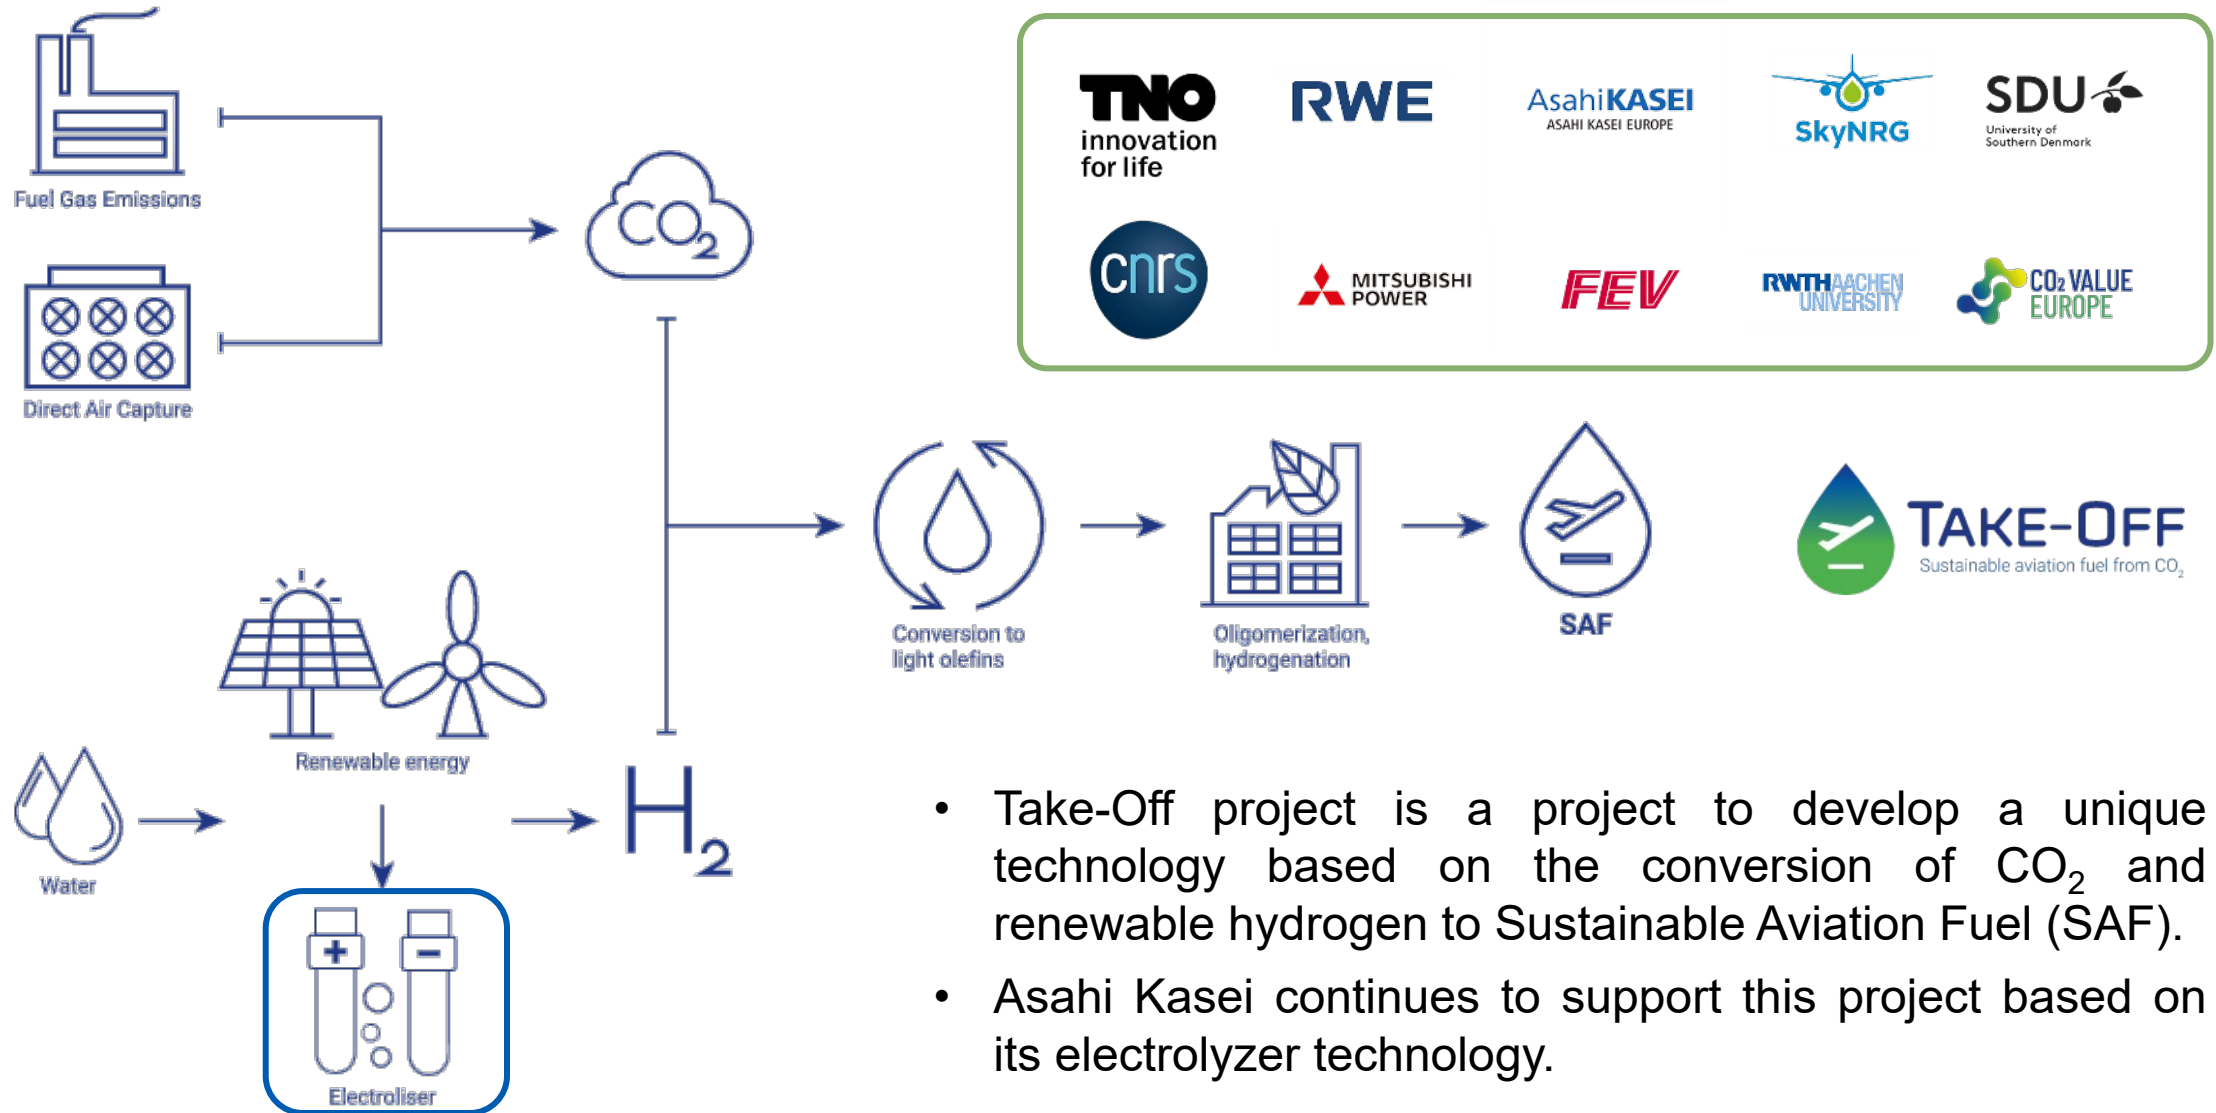 Fuel Gas Emissions
Direct Air Capture
CO2
TNO
innovation
for life
RWE
AsahiKASEI
ASAHI KASEI EUROPE
SkyNRG
SDU
University of
Southern Denmark
cnrs
MITSUBISHI
POWER
FEV
RWTH AACHEN
UNIVERSITY
CO2 VALUE
EUROPE
Conversion to
light olefins
Oligomerization,
hydrogenation
SAF
TAKE-OFF
Sustainable aviation fuel from CO2
Renewable energy
Water
H2
+ −
Electroliser
• Take-Off project is a project to develop a unique
technology based on the conversion of CO2 and
renewable hydrogen to Sustainable Aviation Fuel (SAF).
• Asahi Kasei continues to support this project based on
its electrolyzer technology.